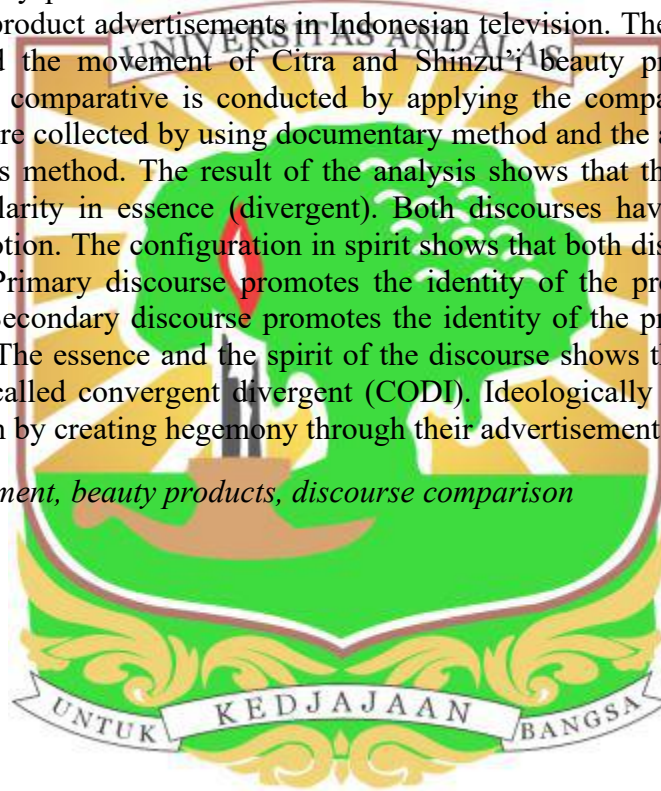 product advertisements in Indonesian television. The
UNIVERSITAS ANDALAS
the movement of Citra and Shinzu'i beauty pr
comparative is conducted by applying the compa
re collected by using documentary method and the a
s method. The result of the analysis shows that th
larity in essence (divergent). Both discourses hav
ption. The configuration in spirit shows that both dis
Primary discourse promotes the identity of the pro
Secondary discourse promotes the identity of the pr
The essence and the spirit of the discourse shows th
called convergent divergent (CODI). Ideologically
n by creating hegemony through their advertisement
ment, beauty products, discourse comparison
UNTUK KEDJAJAAN BANGSA